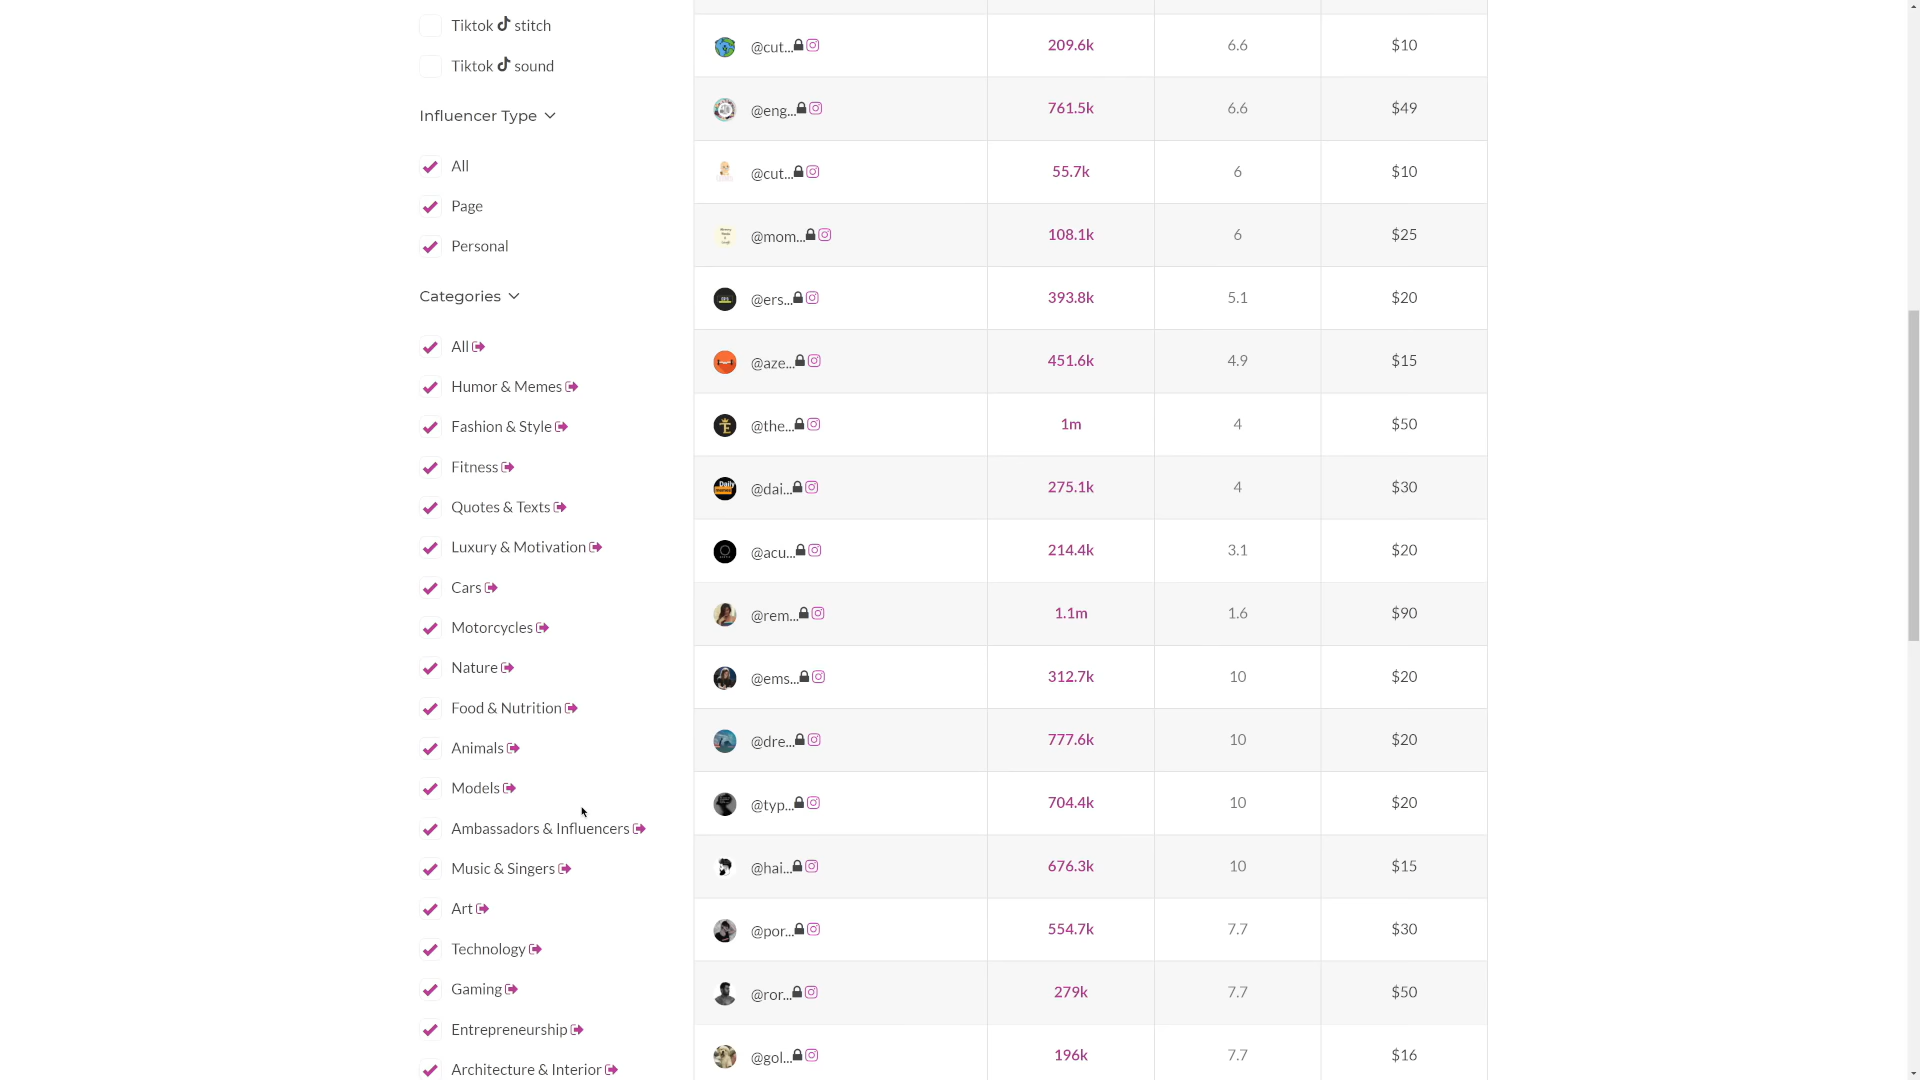 Tiktok stitch
Tiktok sound
Influencer Type
All
Page
Personal
Categories
All
Humor & Memes
Fashion & Style
Fitness
Quotes & Texts
Luxury & Motivation
Cars
Motorcycles
Nature
Food & Nutrition
Animals
Models
Ambassadors & Influencers
Music & Singers
Art
Technology
Gaming
Entrepreneurship
Architecture & Interior
@cut... 209.6k 6.6 $10
@eng... 761.5k 6.6 $49
@cut... 55.7k 6 $10
@mom... 108.1k 6 $25
@ers... 393.8k 5.1 $20
@aze... 451.6k 4.9 $15
@the... 1m 4 $50
@dai... 275.1k 4 $30
@acu... 214.4k 3.1 $20
@rem... 1.1m 1.6 $90
@ems... 312.7k 10 $20
@dre... 777.6k 10 $20
@typ... 704.4k 10 $20
@hai... 676.3k 10 $15
@por... 554.7k 7.7 $30
@ror... 279k 7.7 $50
@gol... 196k 7.7 $16